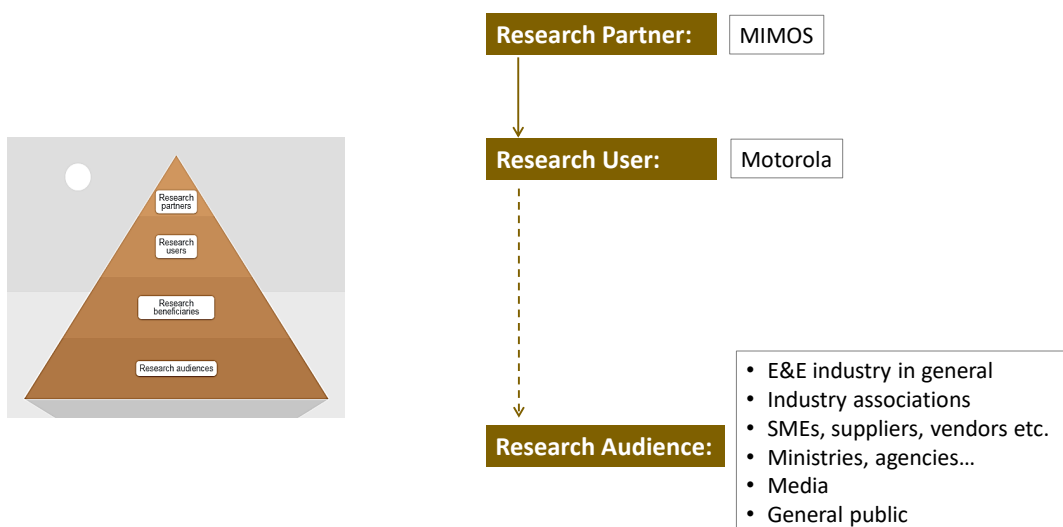 Research Partner: MIMOS
Research User: Motorola
Research
partners
Research
users
Research
beneficiaries
Research audiences
Research Audience:
• E&E industry in general
• Industry associations
• SMEs, suppliers, vendors etc.
• Ministries, agencies…
• Media
• General public